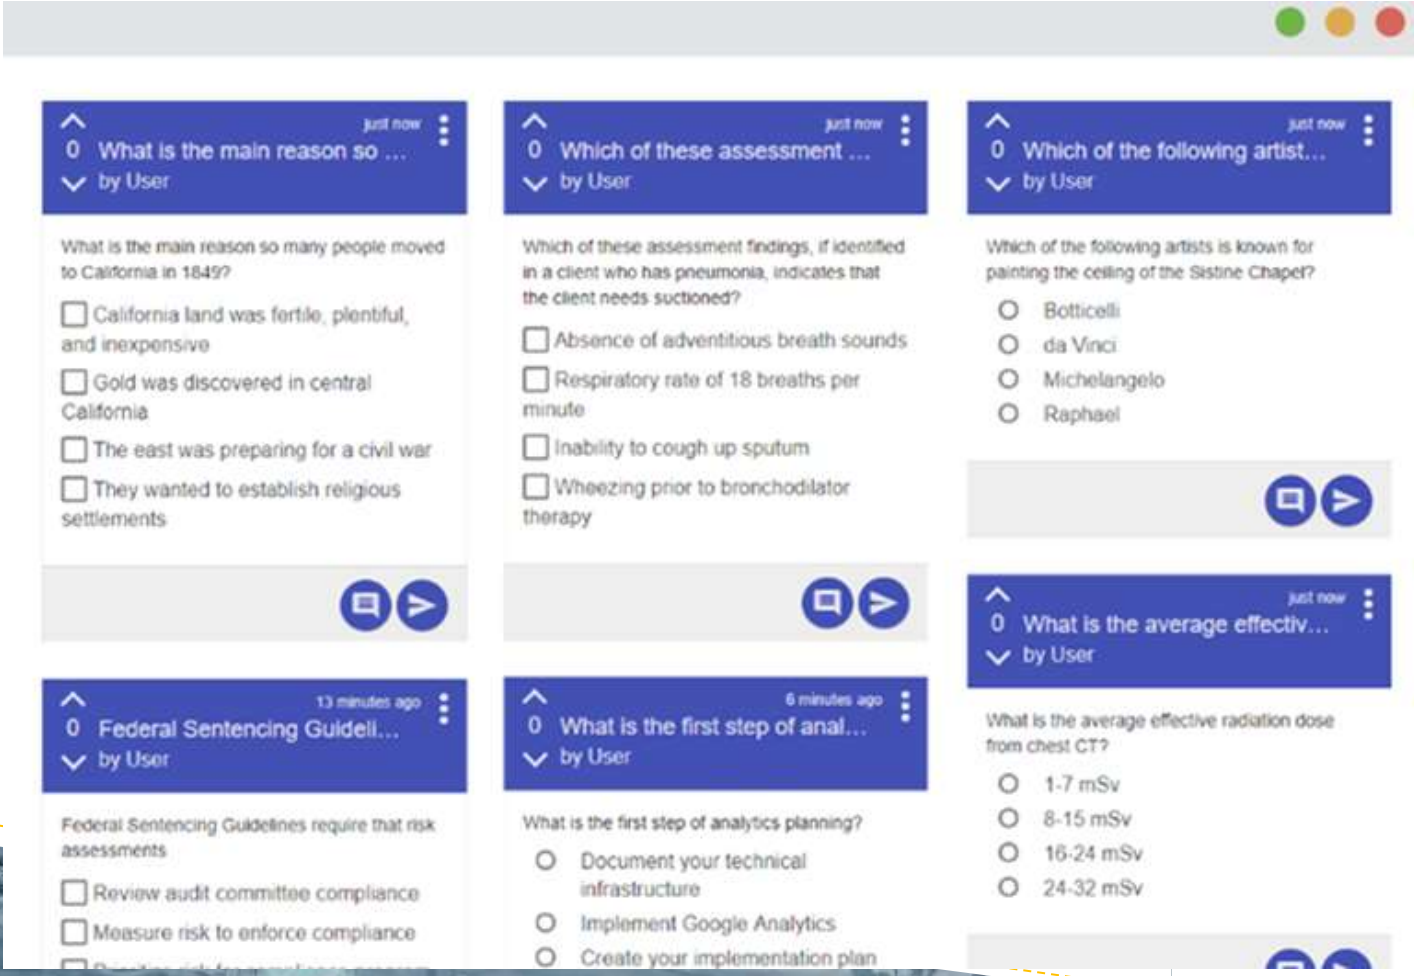 just now
0 What is the main reason so ...
by User
What is the main reason so many people moved
to California in 1849?
California land was fertile, plentiful,
and inexpensive
Gold was discovered in central
California
The east was preparing for a civil war
They wanted to establish religious
settlements
13 minutes ago
0 Federal Sentencing Guideli...
by User
Federal Sentencing Guidelines require that risk
assessments
Review audit committee compliance
Measure risk to enforce compliance
just now
0 Which of these assessment ...
by User
Which of these assessment findings, if identified
in a client who has pneumonia, indicates that
the client needs suctioned?
Absence of adventitious breath sounds
Respiratory rate of 18 breaths per
minute
Inability to cough up sputum
Wheezing prior to bronchodilator
therapy
6 minutes ago
0 What is the first step of anal...
by User
What is the first step of analytics planning?
Document your technical
infrastructure
Implement Google Analytics
Create your implementation plan
just now
0 Which of the following artist...
by User
Which of the following artists is known for
painting the ceiling of the Sistine Chapel?
Botticelli
da Vinci
Michelangelo
Raphael
just now
0 What is the average effectiv...
by User
What is the average effective radiation dose
from chest CT?
1-7 mSv
8-15 mSv
16-24 mSv
24-32 mSv